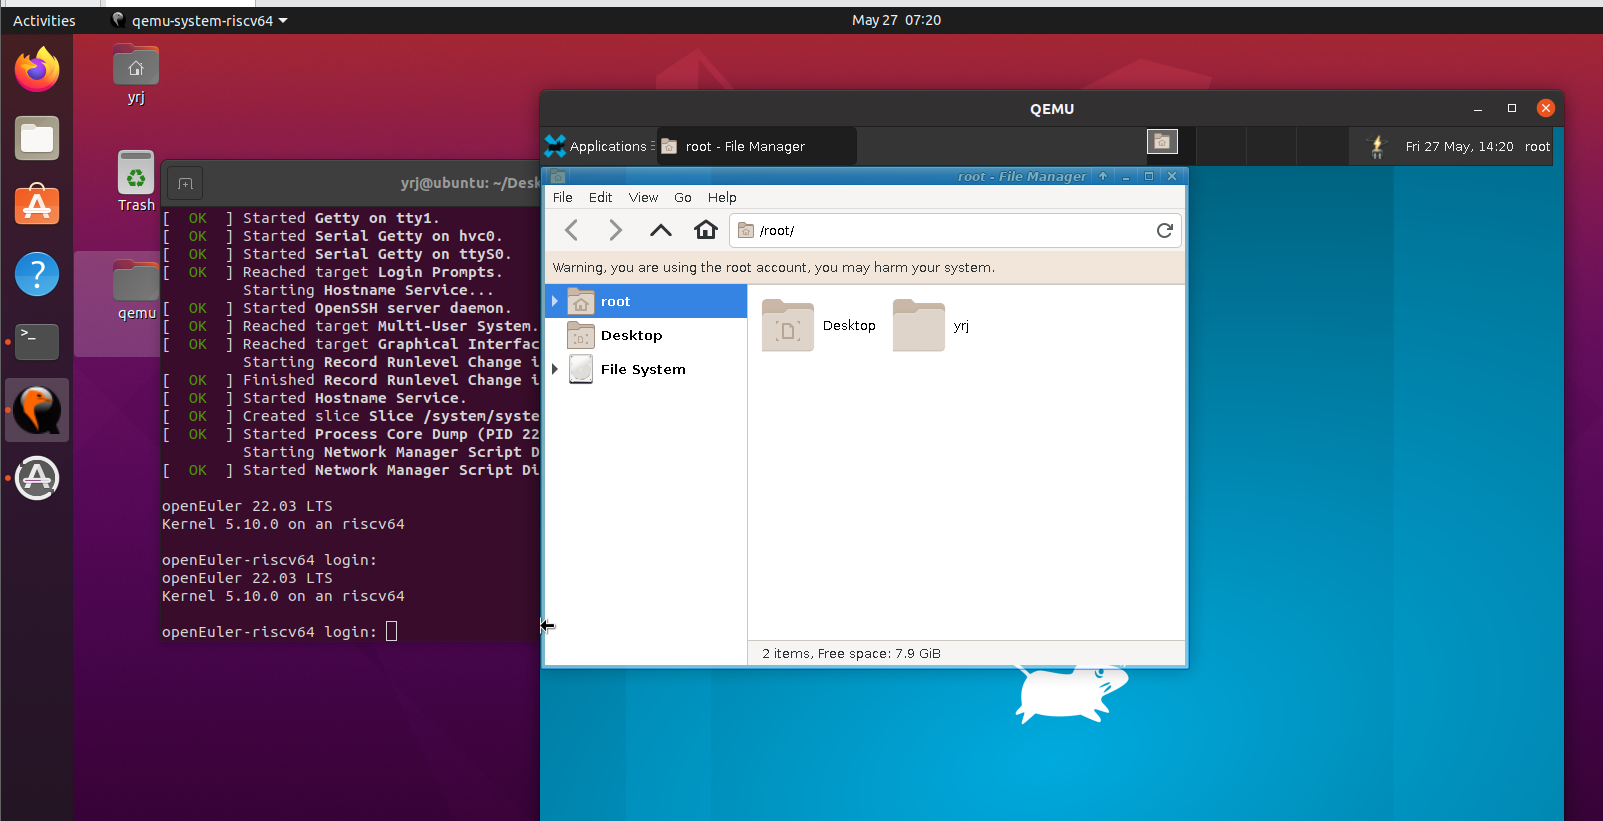 Activities
qemu-system-riscv64
May 27 07:20
yrj
Trash
qemu
yrj@ubuntu: ~/Desk
[ OK ] Started Getty on tty1.
[ OK ] Started Serial Getty on hvc0.
[ OK ] Started Serial Getty on ttyS0.
[ OK ] Reached target Login Prompts.
Starting Hostname Service...
[ OK ] Started OpenSSH server daemon.
[ OK ] Reached target Multi-User System.
[ OK ] Reached target Graphical Interfac
Starting Record Runlevel Change i
[ OK ] Finished Record Runlevel Change i
[ OK ] Started Hostname Service.
[ OK ] Created slice Slice /system/syste
[ OK ] Started Process Core Dump (PID 22
Starting Network Manager Script D
[ OK ] Started Network Manager Script Di
openEuler 22.03 LTS
Kernel 5.10.0 on an riscv64
openEuler-riscv64 login:
openEuler 22.03 LTS
Kernel 5.10.0 on an riscv64
openEuler-riscv64 login:
QEMU
Applications
root - File Manager
Fri 27 May, 14:20
root
root - File Manager
File Edit View Go Help
/root/
Warning, you are using the root account, you may harm your system.
root
Desktop
File System
Desktop
yrj
2 items, Free space: 7.9 GiB